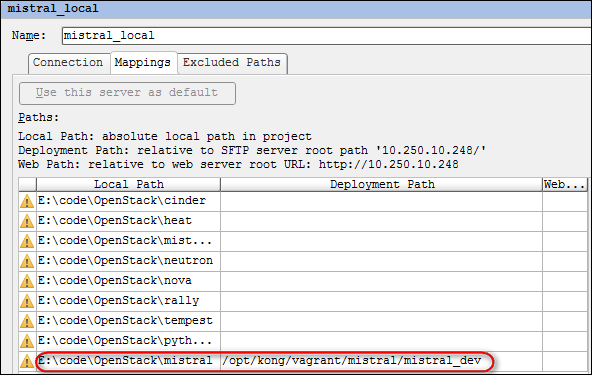 mistral_local
Name: mistral_local
Connection Mappings Excluded Paths
Use this server as default
Paths:
Local Path: absolute local path in project
Deployment Path: relative to SFTP server root path '10.250.10.248/'
Web Path: relative to web server root URL: http://10.250.10.248
Local Path Deployment Path Web...
E:\code\OpenStack\cinder
E:\code\OpenStack\heat
E:\code\OpenStack\mist...
E:\code\OpenStack\neutron
E:\code\OpenStack\nova
E:\code\OpenStack\rally
E:\code\OpenStack\tempest
E:\code\OpenStack\pyth...
E:\code\OpenStack\mistral /opt/kong/vagrant/mistral/mistral_dev